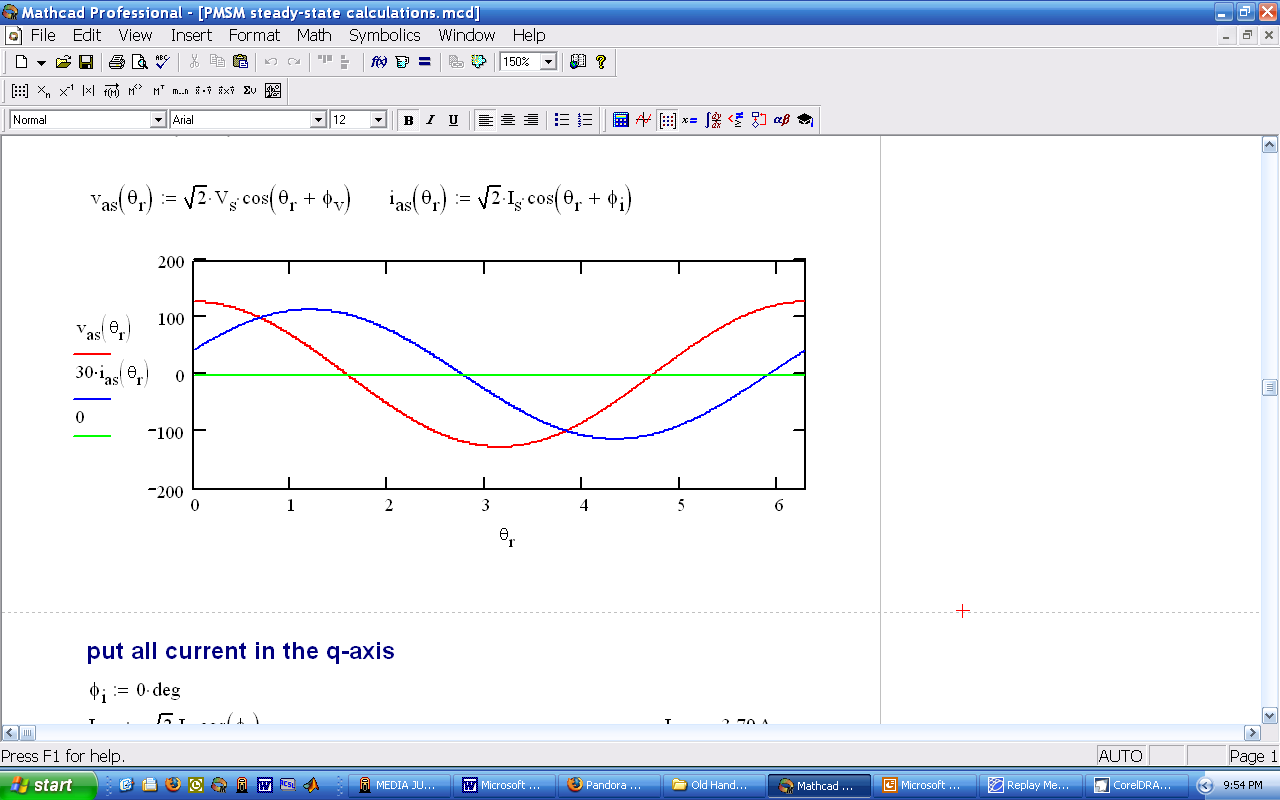 Mathcad Professional - [PMSM steady-state calculations.mcd]
File Edit View Insert Format Math Symbolics Window Help
150%
Normal Arial 12 B I U
v_as(θ_r) := √2·V_s·cos(θ_r + ϕ_v) i_as(θ_r) := √2·I_s·cos(θ_r + ϕ_i)
200
100
0
−100
−200
v_as(θ_r)
30·i_as(θ_r)
0
0 1 2 3 4 5 6
θ_r
put all current in the q-axis
ϕ_i := 0·deg
Press F1 for help. AUTO Page 1
start MEDIA JU... Microsoft ... Pandora ... Old Hand... Mathcad ... Microsoft ... Replay Me... CorelDRA... 9:54 PM